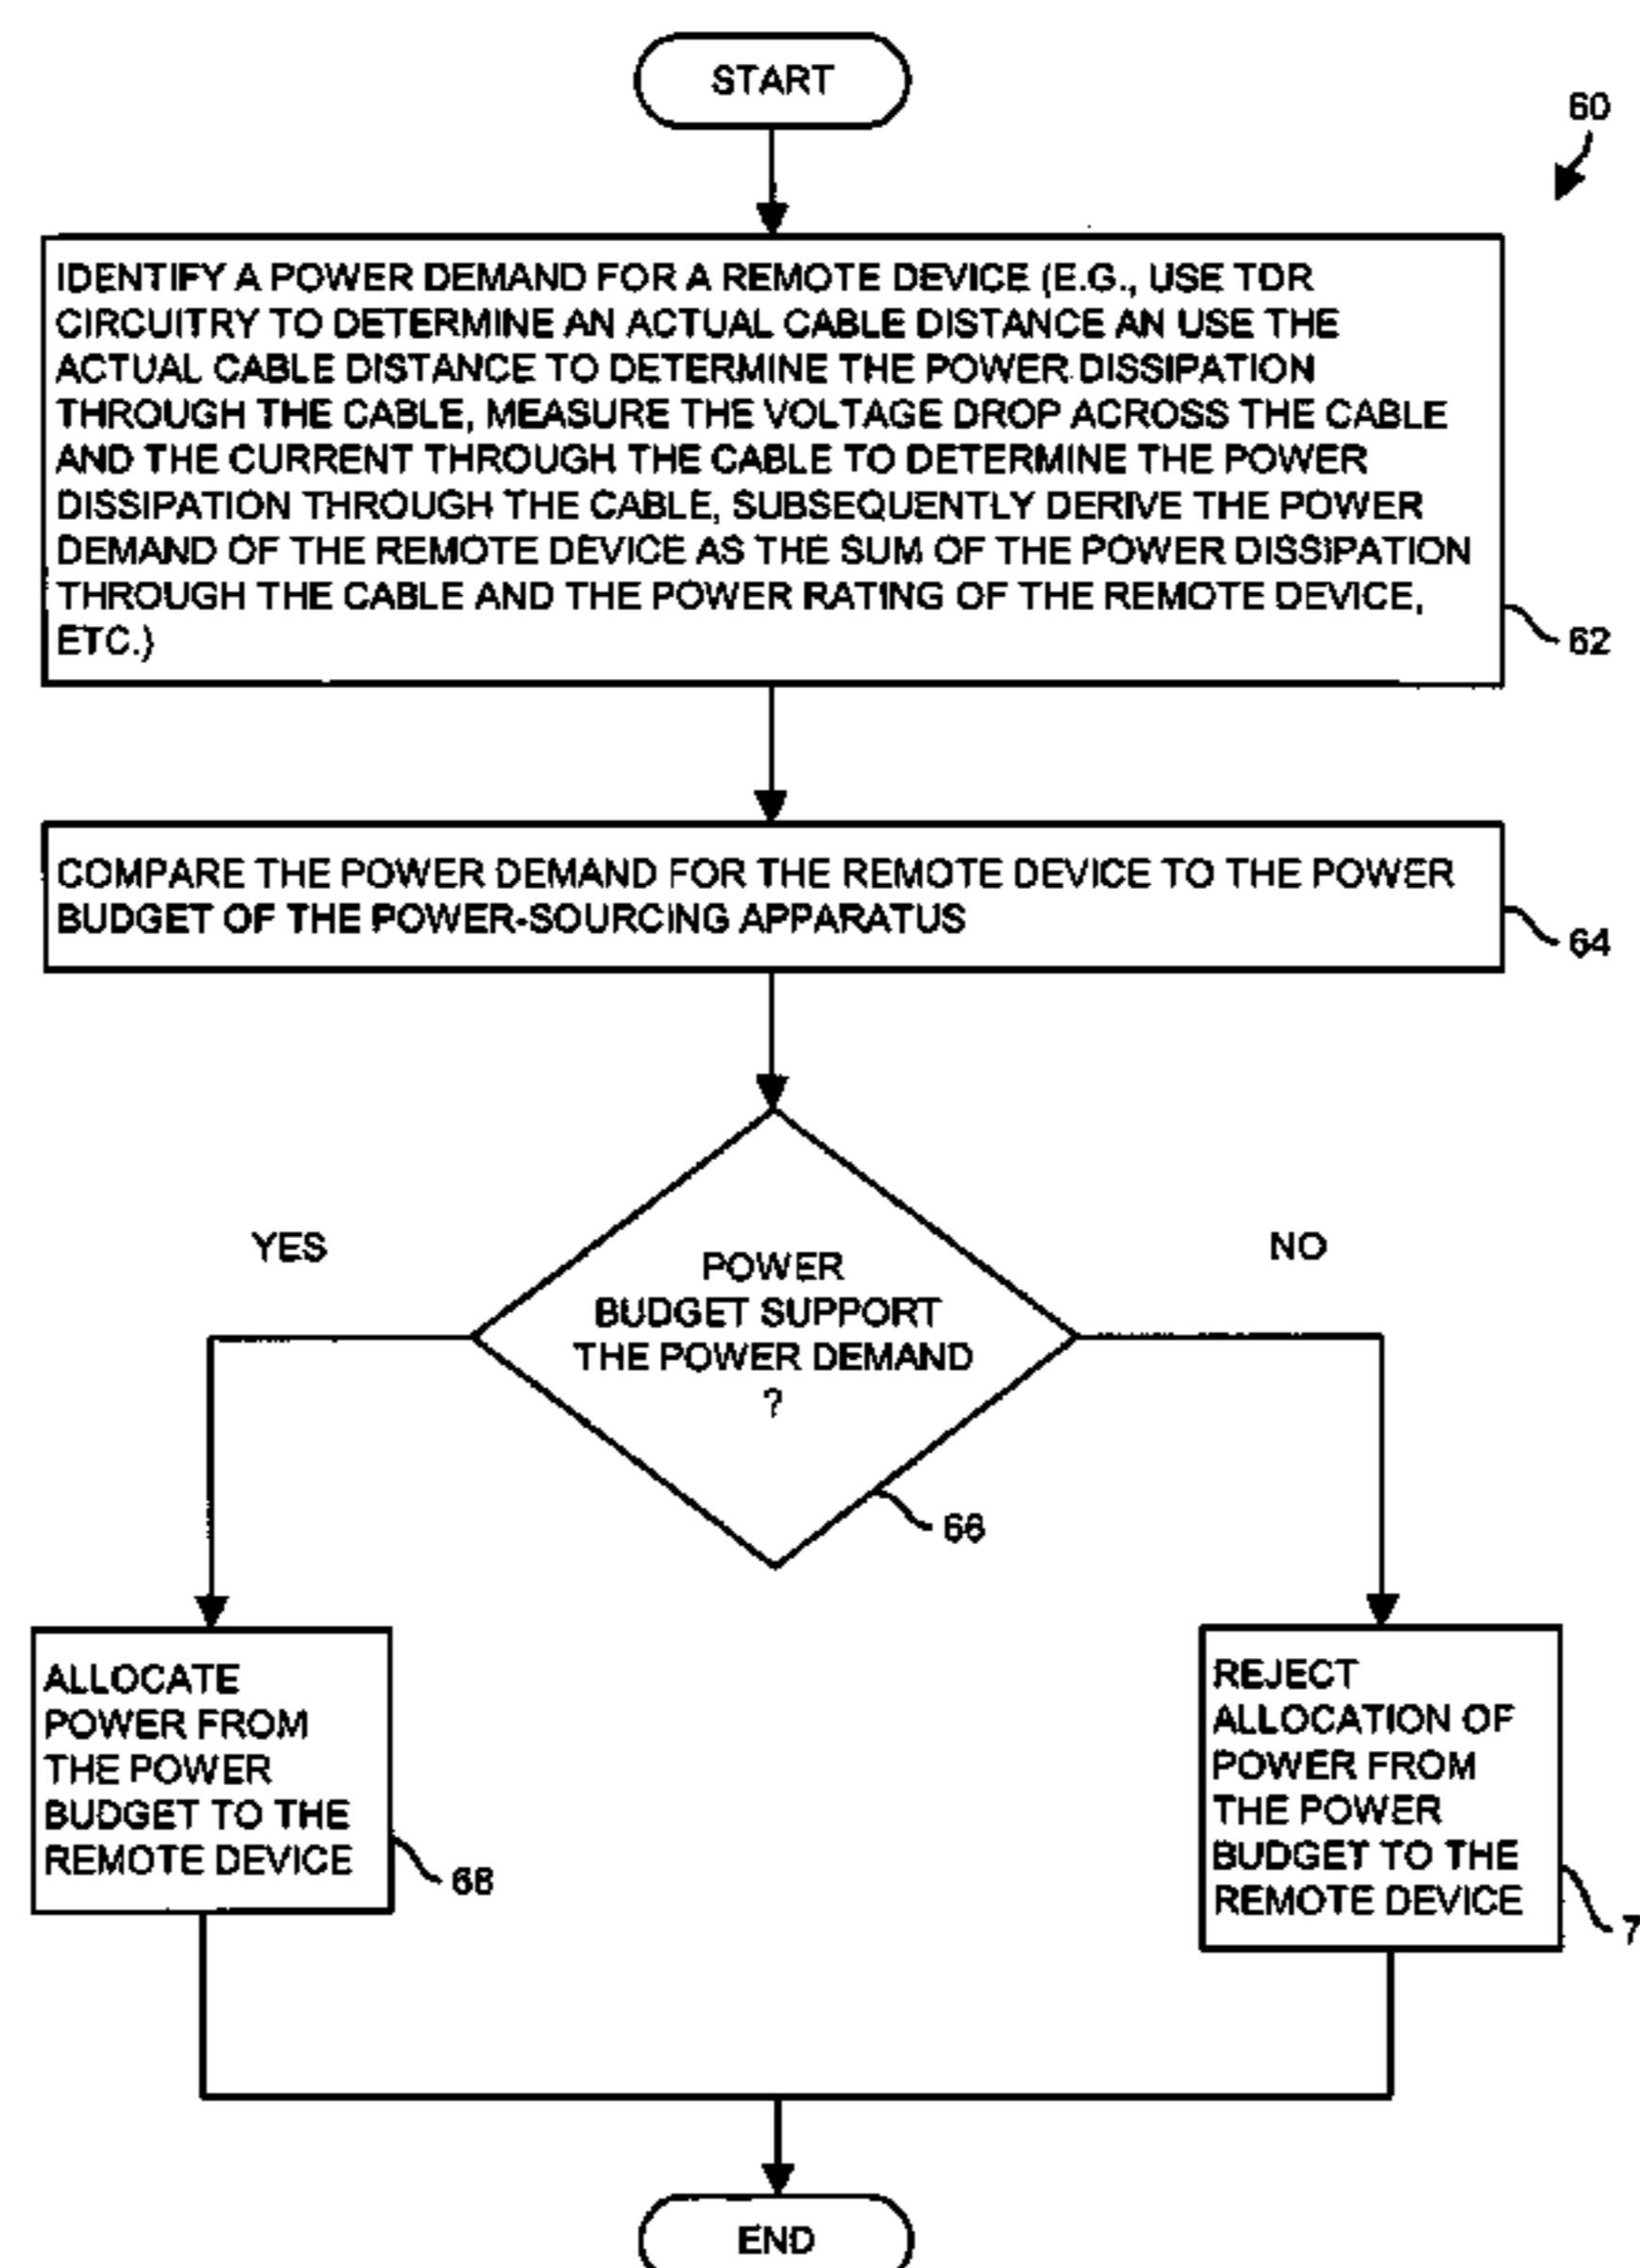 START
60
IDENTIFY A POWER DEMAND FOR A REMOTE DEVICE (E.G., USE TDR
CIRCUITRY TO DETERMINE AN ACTUAL CABLE DISTANCE AN USE THE
ACTUAL CABLE DISTANCE TO DETERMINE THE POWER DISSIPATION
THROUGH THE CABLE, MEASURE THE VOLTAGE DROP ACROSS THE CABLE
AND THE CURRENT THROUGH THE CABLE TO DETERMINE THE POWER
DISSIPATION THROUGH THE CABLE, SUBSEQUENTLY DERIVE THE POWER
DEMAND OF THE REMOTE DEVICE AS THE SUM OF THE POWER DISSIPATION
THROUGH THE CABLE AND THE POWER RATING OF THE REMOTE DEVICE,
ETC.)
62
COMPARE THE POWER DEMAND FOR THE REMOTE DEVICE TO THE POWER
BUDGET OF THE POWER-SOURCING APPARATUS
64
YES
NO
POWER
BUDGET SUPPORT
THE POWER DEMAND
?
66
ALLOCATE
POWER FROM
THE POWER
BUDGET TO THE
REMOTE DEVICE
68
REJECT
ALLOCATION OF
POWER FROM
THE POWER
BUDGET TO THE
REMOTE DEVICE
7
END